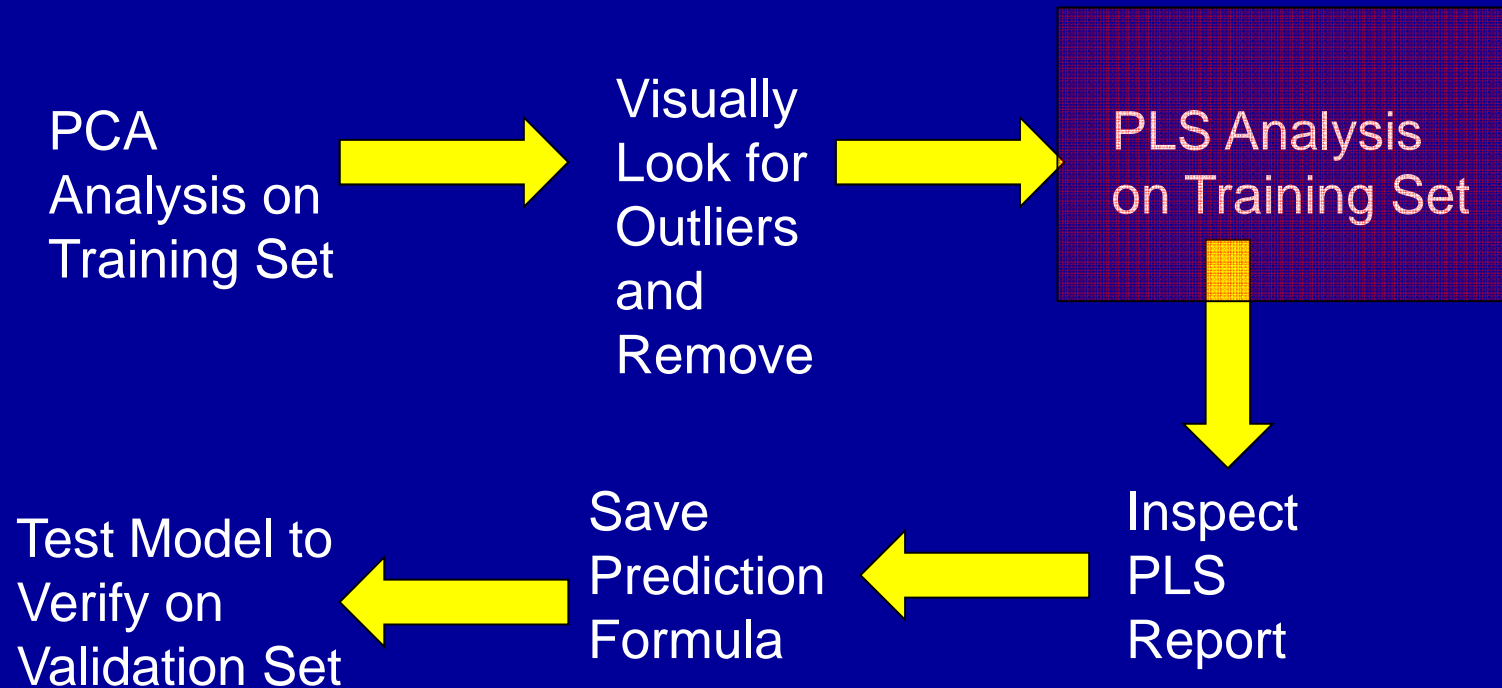 PCA
Analysis on
Training Set
Visually
Look for
Outliers
and
Remove
PLS Analysis
on Training Set
Inspect
PLS
Report
Save
Prediction
Formula
Test Model to
Verify on
Validation Set